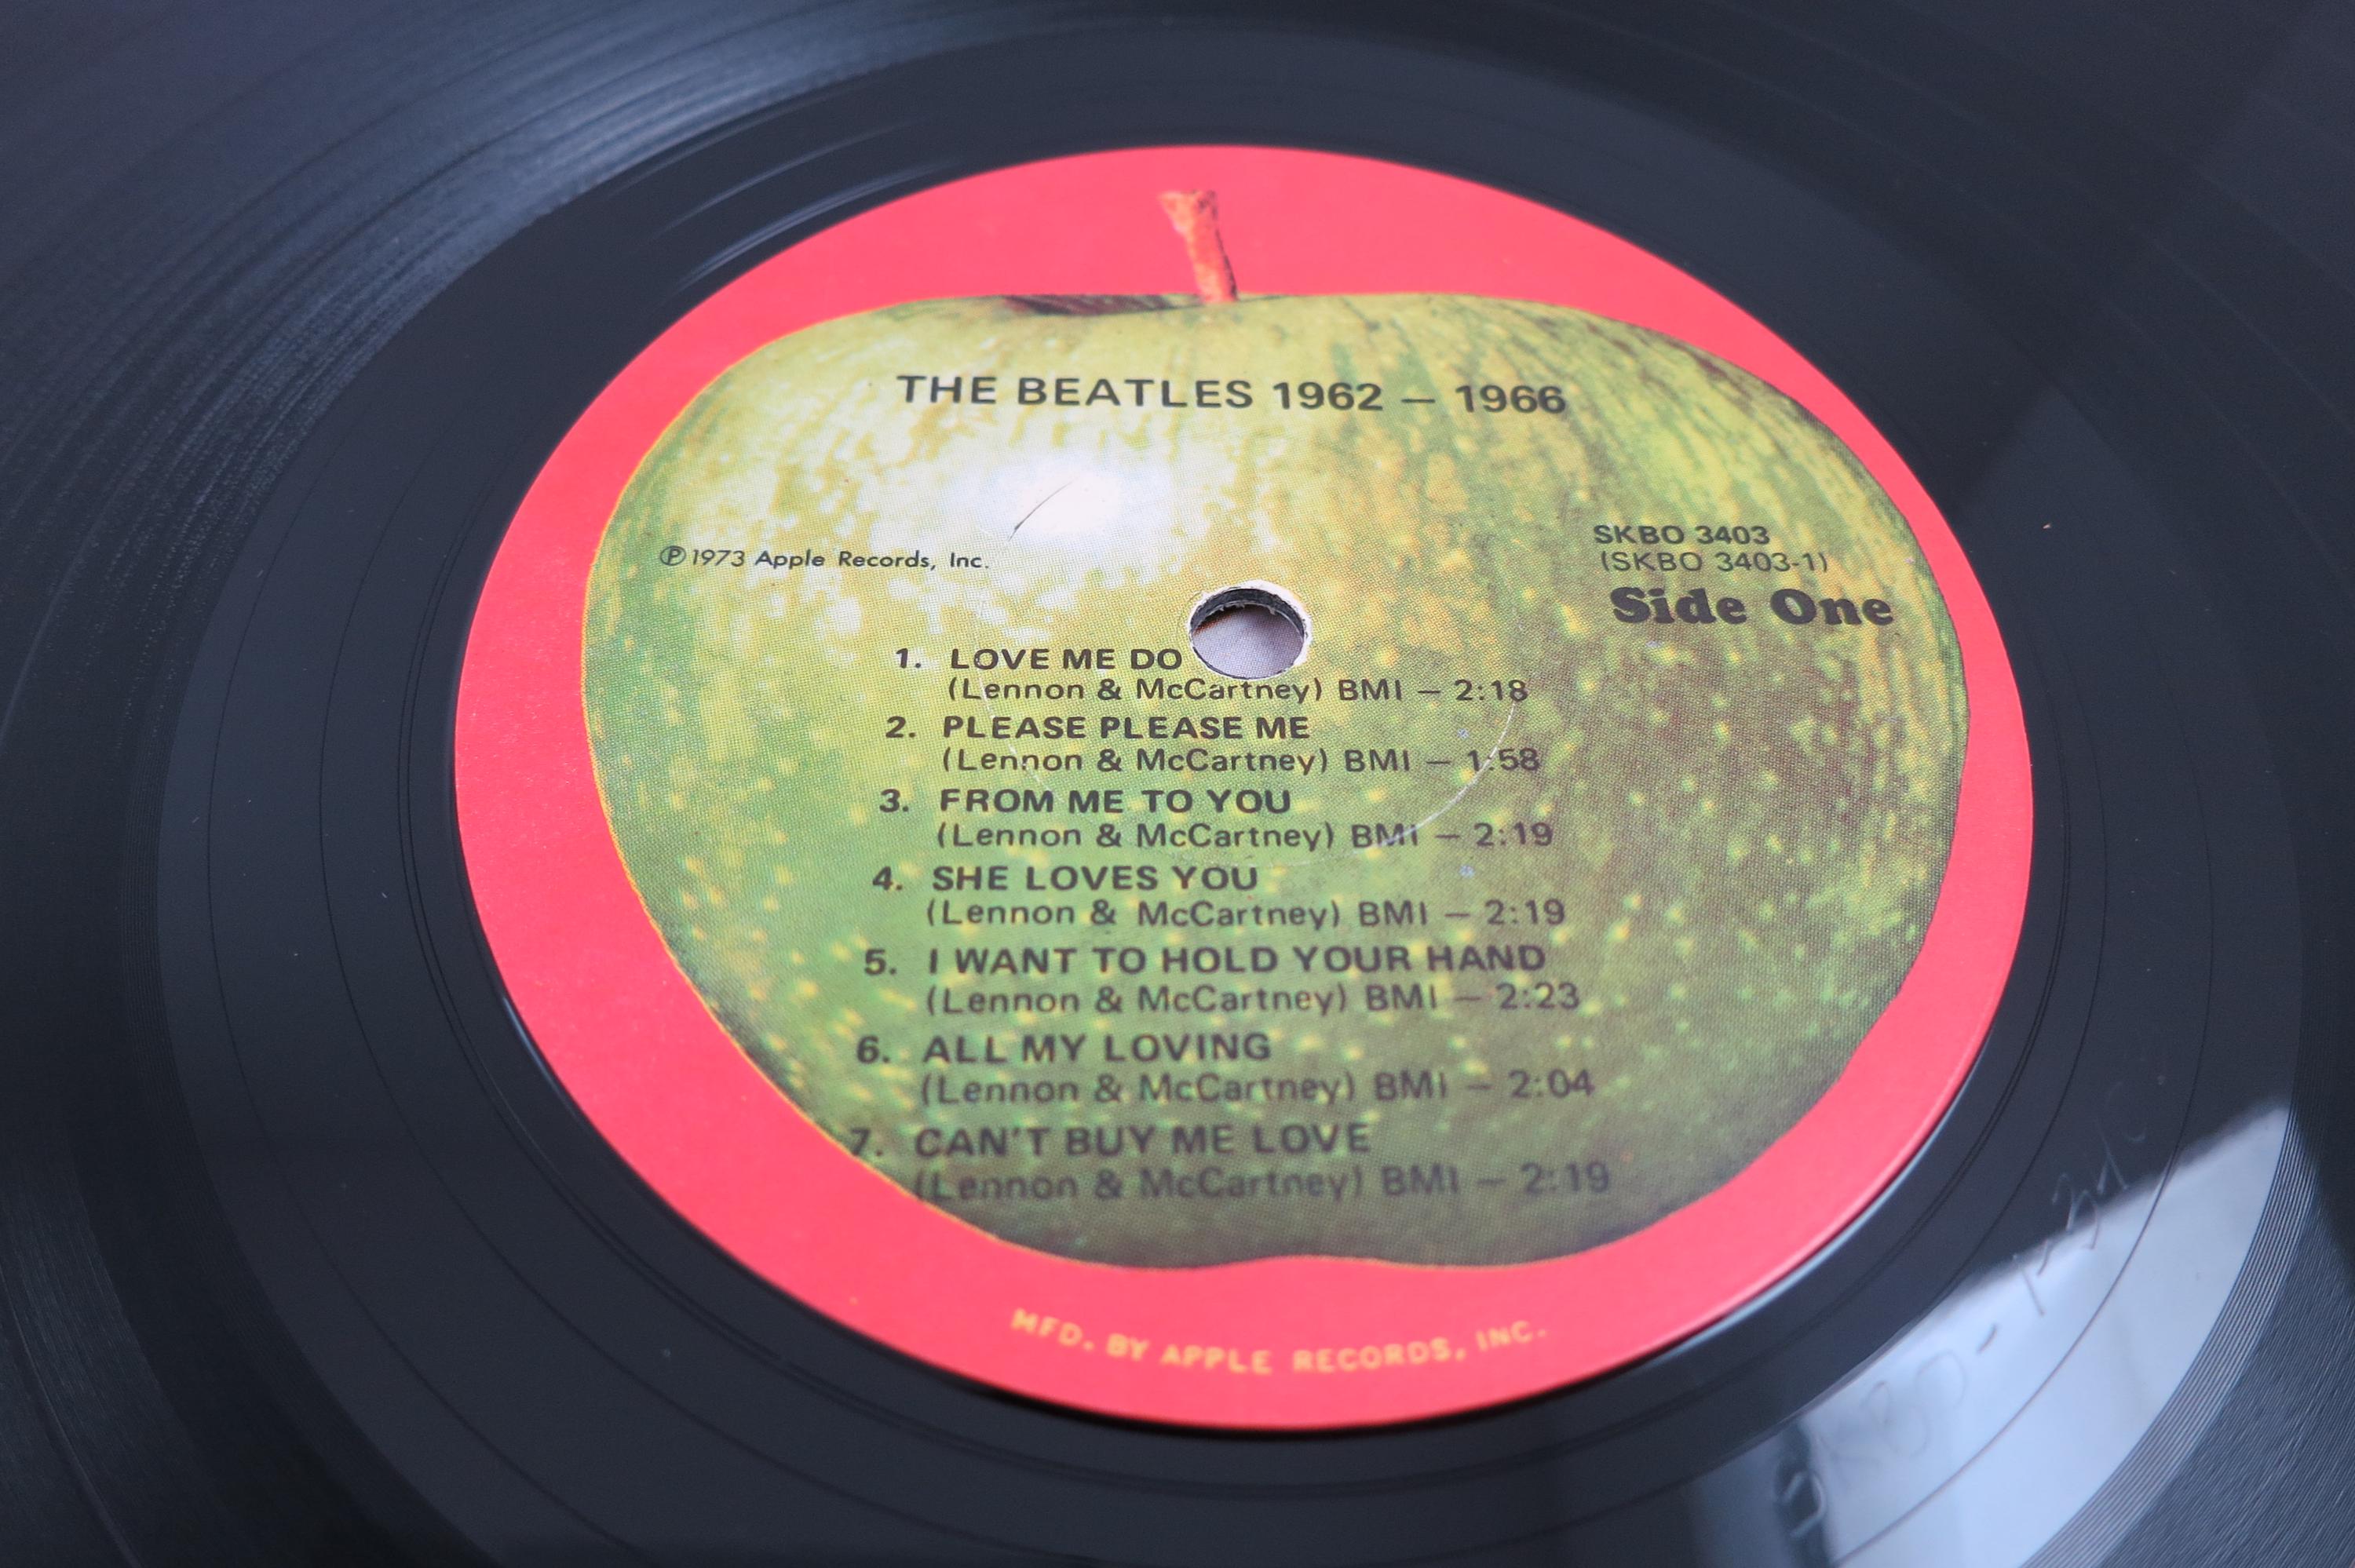 THE BEATLES 1962 – 1966
℗1973 Apple Records, Inc.
SKBO 3403
(SKBO 3403-1)
Side One
1. LOVE ME DO
(Lennon & McCartney) BMI – 2:18
2. PLEASE PLEASE ME
(Lennon & McCartney) BMI – 1:58
3. FROM ME TO YOU
(Lennon & McCartney) BMI – 2:19
4. SHE LOVES YOU
(Lennon & McCartney) BMI – 2:19
5. I WANT TO HOLD YOUR HAND
(Lennon & McCartney) BMI – 2:23
6. ALL MY LOVING
(Lennon & McCartney) BMI – 2:04
7. CAN'T BUY ME LOVE
(Lennon & McCartney) BMI – 2:19
MFD. BY APPLE RECORDS, INC.